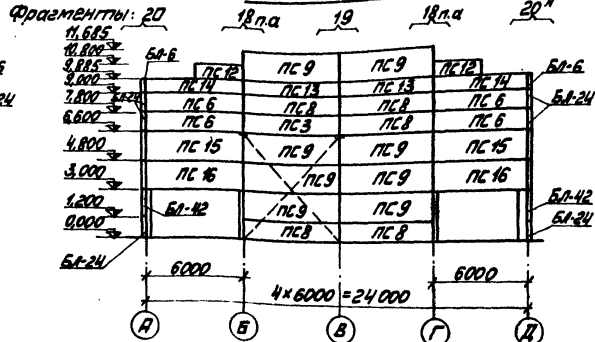 Фрагменты: 20 18п.а 19 18п.а 20
11,685
10,800
9,885
9,000
7,800
6,600
4,800
3,000
1,200
0,000
БЛ-6 ПС12 ПС9 ПС9 ПС12 БЛ-6
ПС14 ПС13 ПС13 ПС14
БЛ-24 ПС6 ПС8 ПС8 ПС6 БЛ-24
ПС6 ПС3 ПС8 ПС6
ПС15 ПС9 ПС9 ПС15
ПС16 ПС9 ПС9 ПС16
БЛ-42 ПС9 ПС9 БЛ-42
ПС8 ПС8 БЛ-24
БЛ-24
6000 6000
4×6000=24000
А Б В Г Д